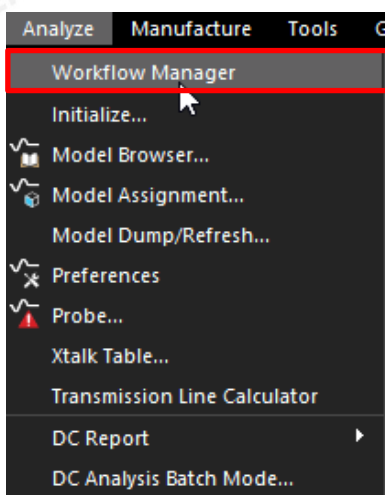 Analyze Manufacture Tools G
Workflow Manager
Initialize...
Model Browser...
Model Assignment...
Model Dump/Refresh...
Preferences
Probe...
Xtalk Table...
Transmission Line Calculator
DC Report
DC Analysis Batch Mode...